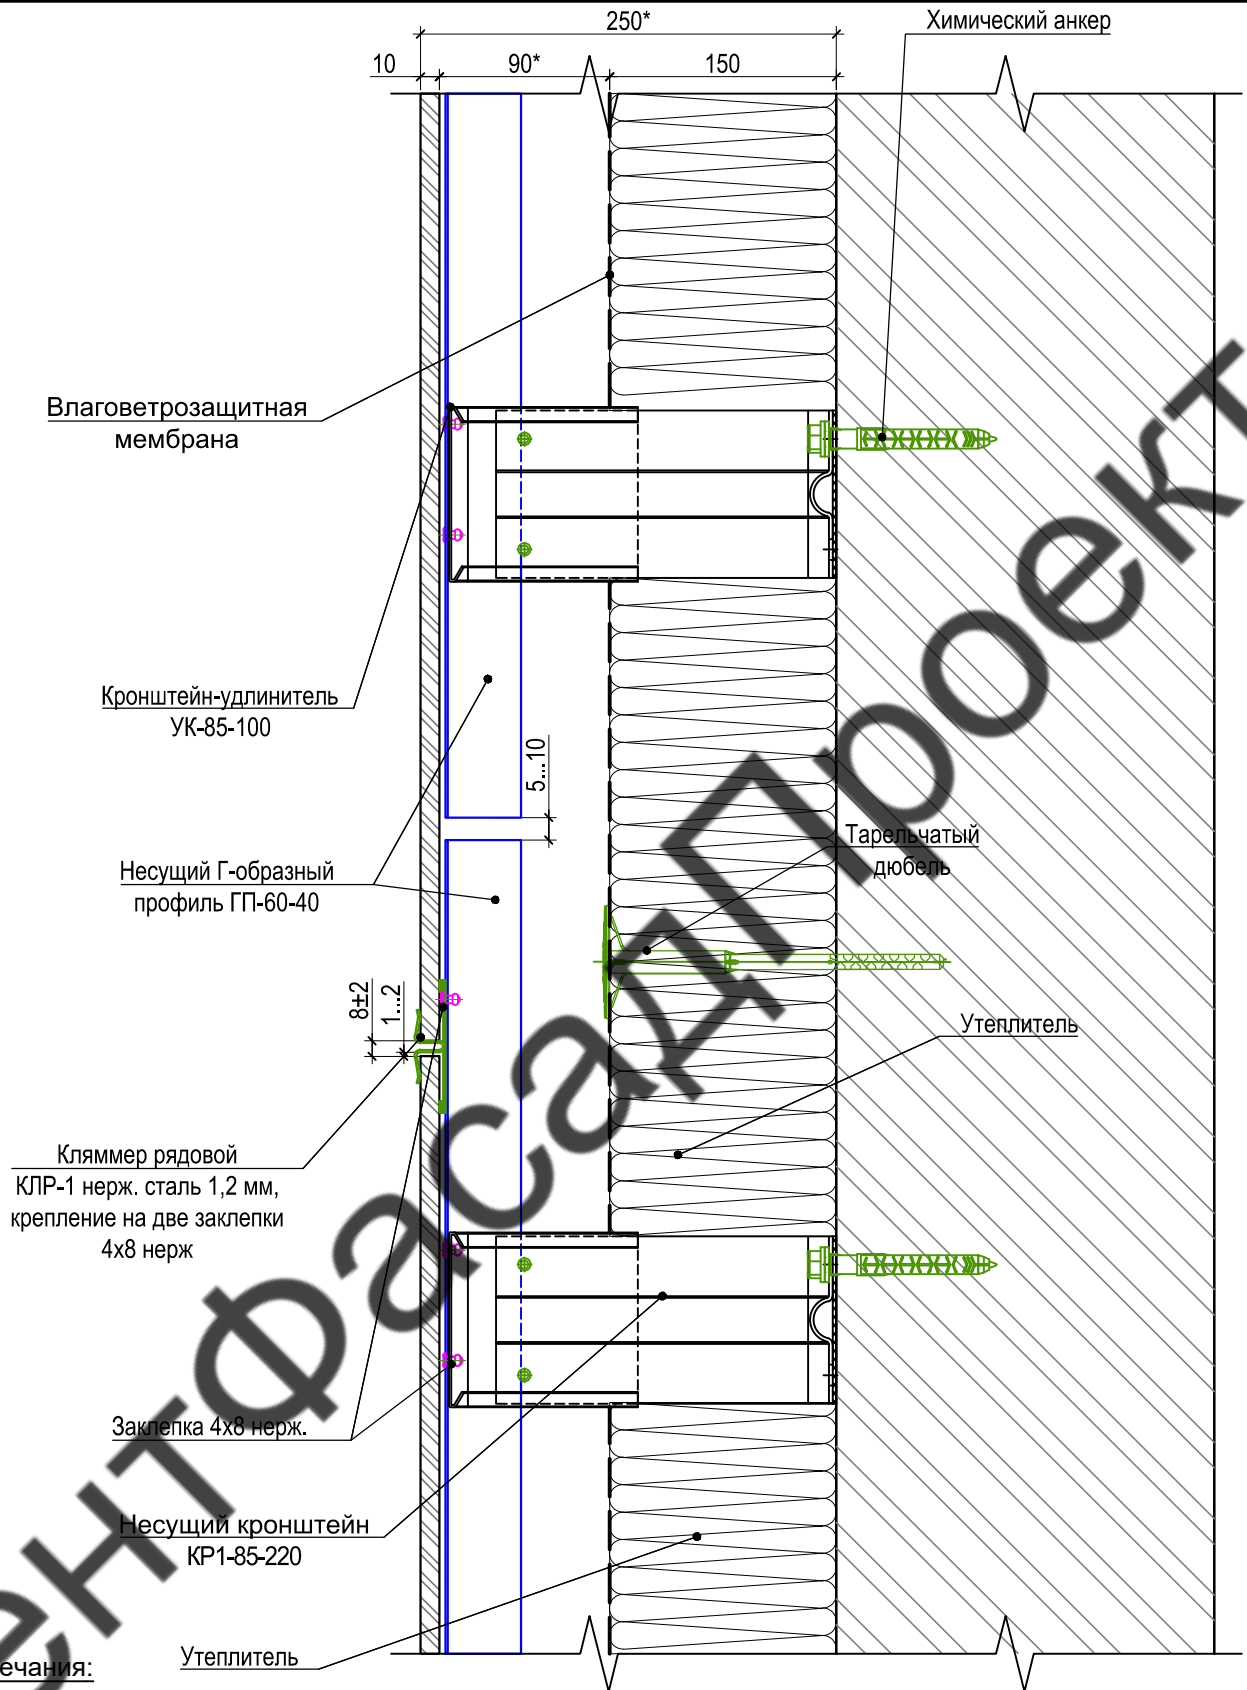 250*
Химический анкер
10
90*
150
Влаговетрозащитная
мембрана
Кронштейн-удлинитель
УК-85-100
5...10
Тарельчатый
дюбель
Несущий Г-образный
профиль ГП-60-40
8±2
1...2
Утеплитель
Кляммер рядовой
КЛР-1 нерж. сталь 1,2 мм,
крепление на две заклепки
4х8 нерж
Заклепка 4х8 нерж.
Несущий кронштейн
КР1-85-220
Утеплитель
ечания:
ентФасадПроект